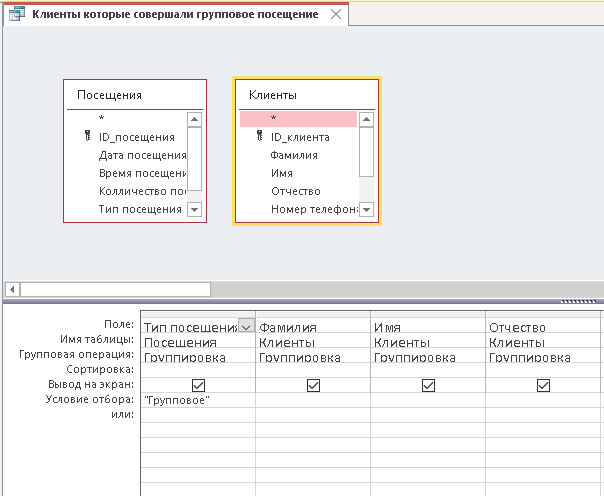 Клиенты которые совершали групповое посещение
Посещения
*
ID_посещения
Дата посещения
Время посещени
Колличество по
Тип посещения
Клиенты
*
ID_клиента
Фамилия
Имя
Отчество
Номер телефон
Поле: Тип посещения Фамилия Имя Отчество
Имя таблицы: Посещения Клиенты Клиенты Клиенты
Групповая операция: Группировка Группировка Группировка Группировка
Сортировка:
Вывод на экран:
Условие отбора: "Групповое"
или: